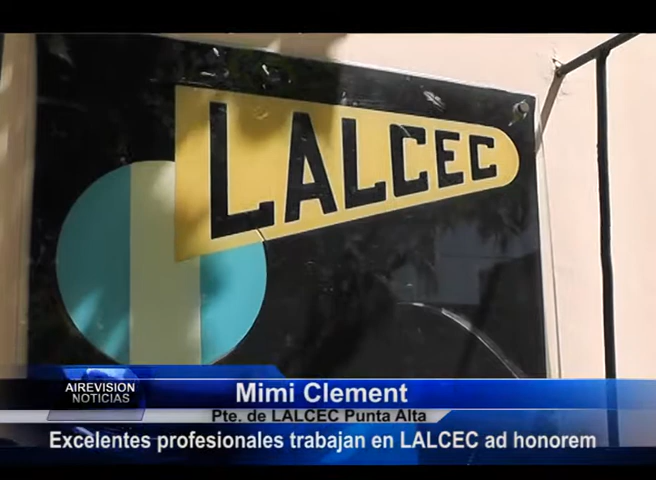 LALCEC
AIREVISION
NOTICIAS
Mimi Clement
Pte. de LALCEC Punta Alta
Excelentes profesionales trabajan en LALCEC ad honorem